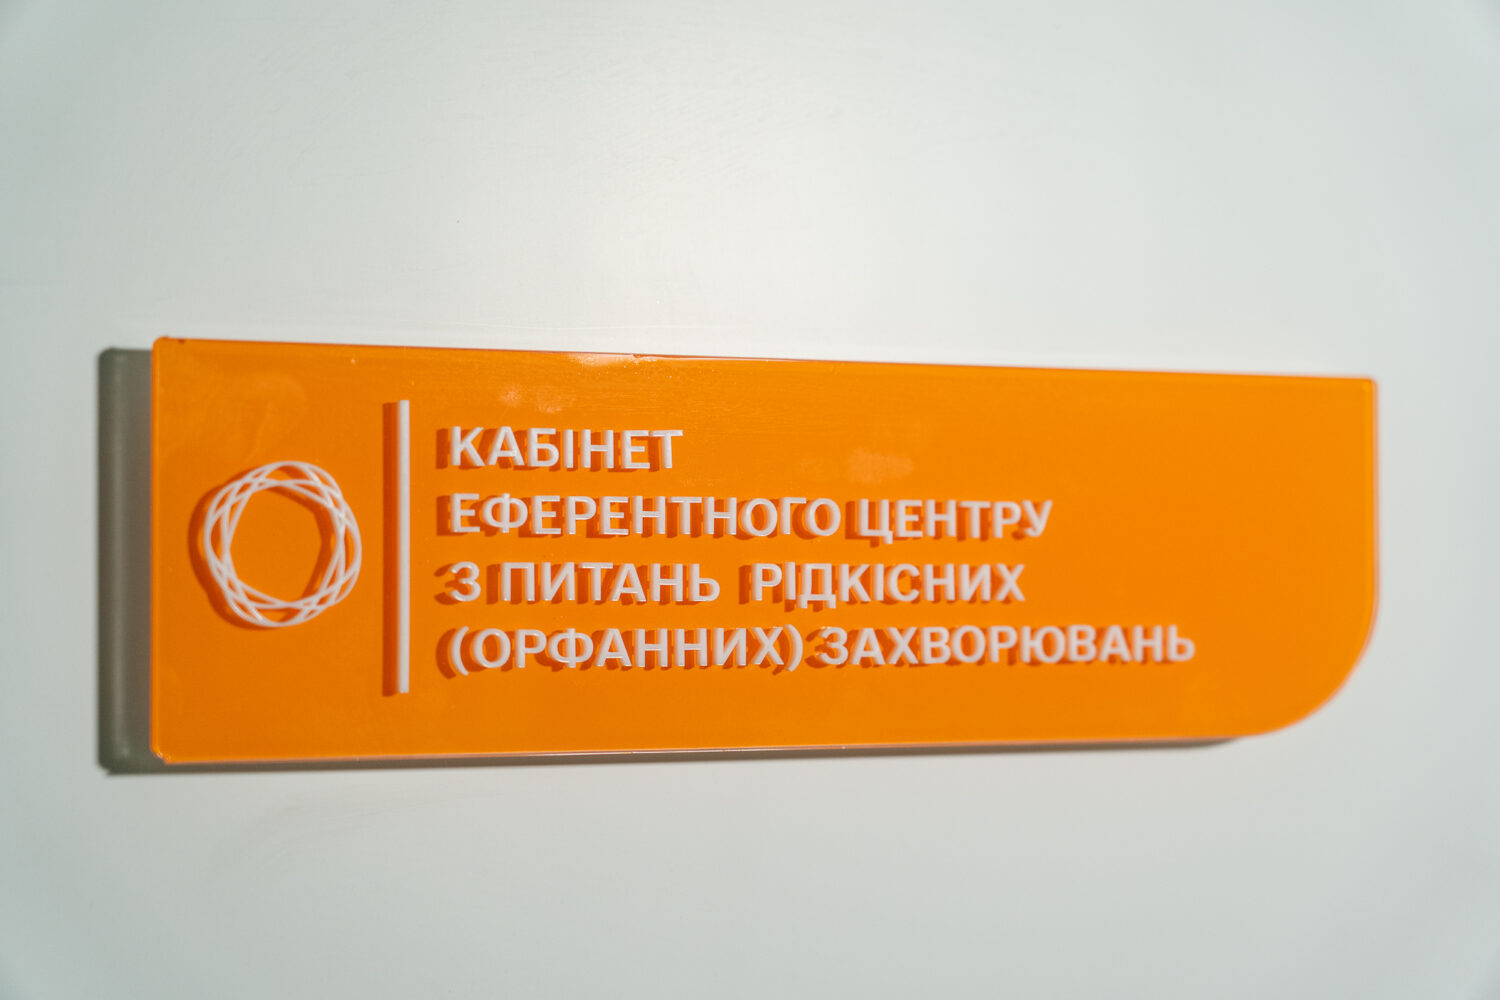 КАБІНЕТ
ЕФЕРЕНТНОГО ЦЕНТРУ
З ПИТАНЬ РІДКІСНИХ
(ОРФАННИХ) ЗАХВОРЮВАНЬ